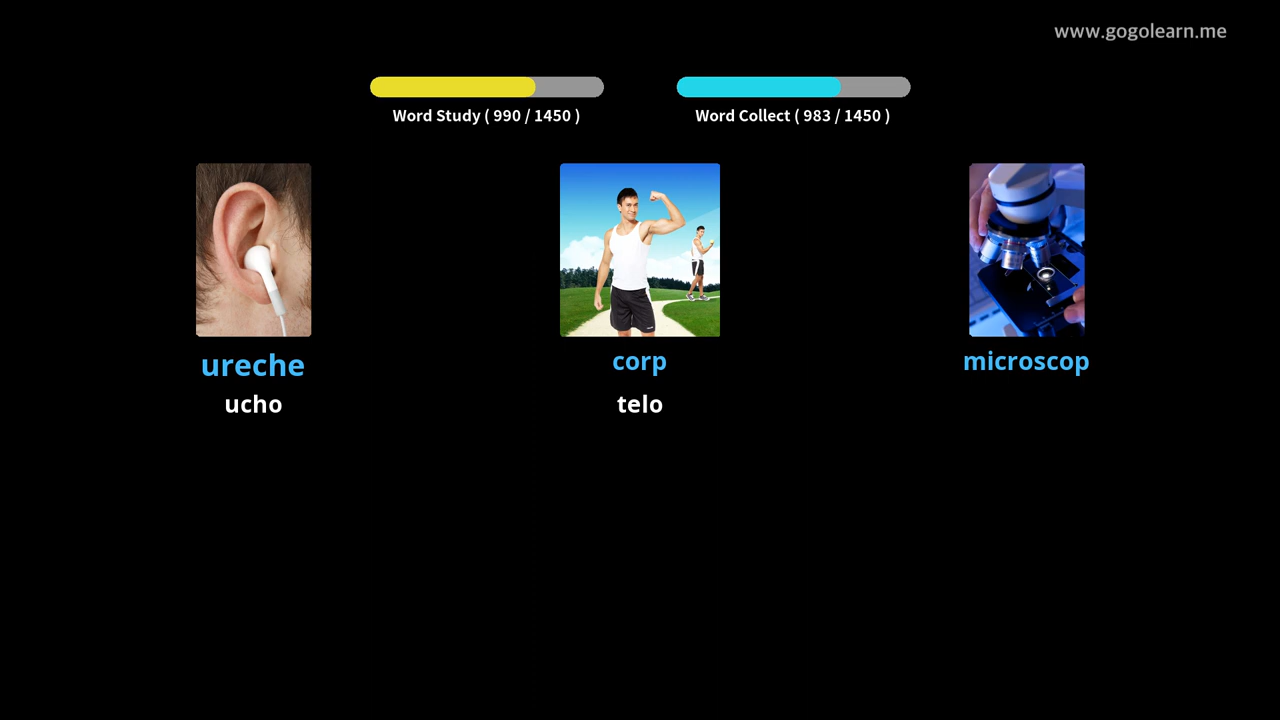 www.gogolearn.me
Word Study ( 990 / 1450 )
Word Collect ( 983 / 1450 )
ureche
corp
microscop
ucho
telo